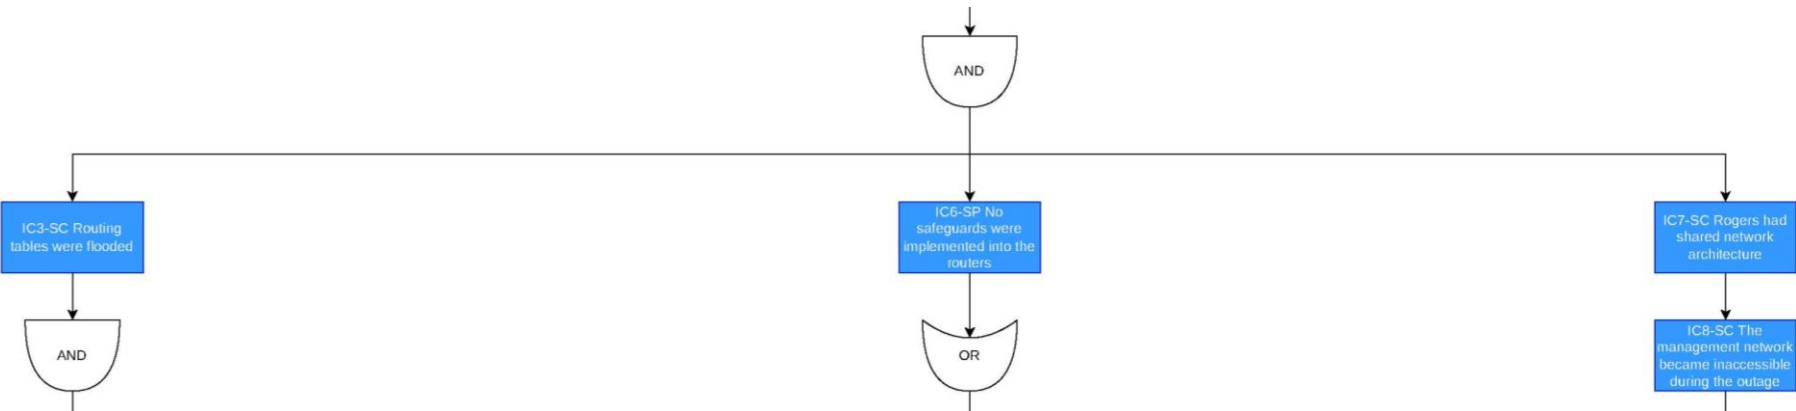 AND
IC3-SC Routing
tables were flooded
IC6-SP No
safeguards were
implemented into the
routers
IC7-SC Rogers had
shared network
architecture
AND
OR
IC8-SC The
management network
became inaccessible
during the outage